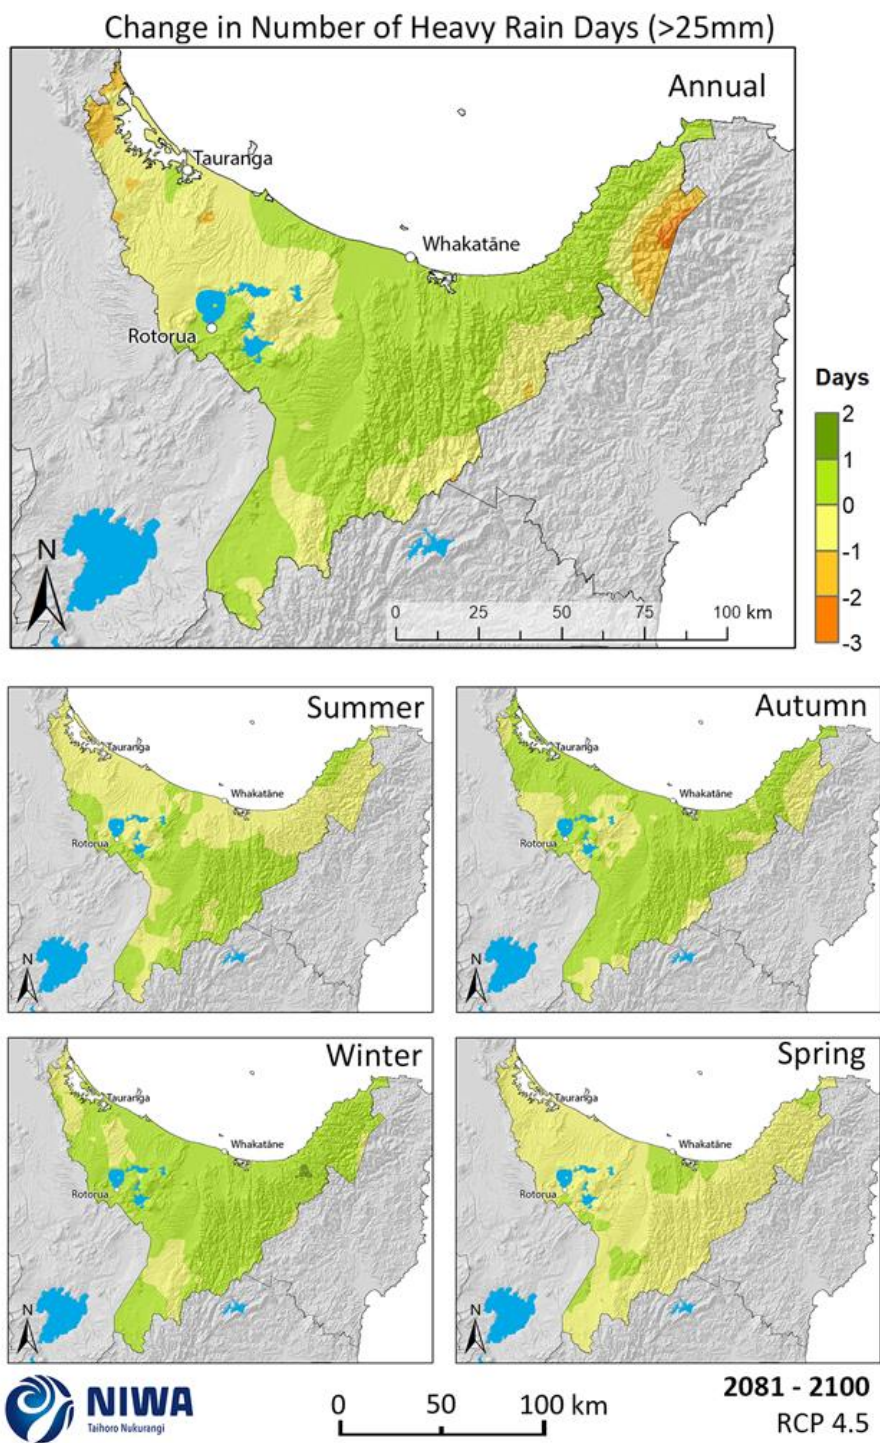 Change in Number of Heavy Rain Days (>25mm)
Annual
Tauranga
Whakatāne
Rotorua
Days
2
1
0
-1
-2
-3
N
0 25 50 75 100 km
Summer
Tauranga
Whakatāne
Rotorua
N
Autumn
Tauranga
Whakatāne
Rotorua
N
Winter
Tauranga
Whakatāne
Rotorua
N
Spring
Tauranga
Whakatāne
Rotorua
N
NIWA
Taihoro Nukurangi
0 50 100 km
2081 - 2100
RCP 4.5